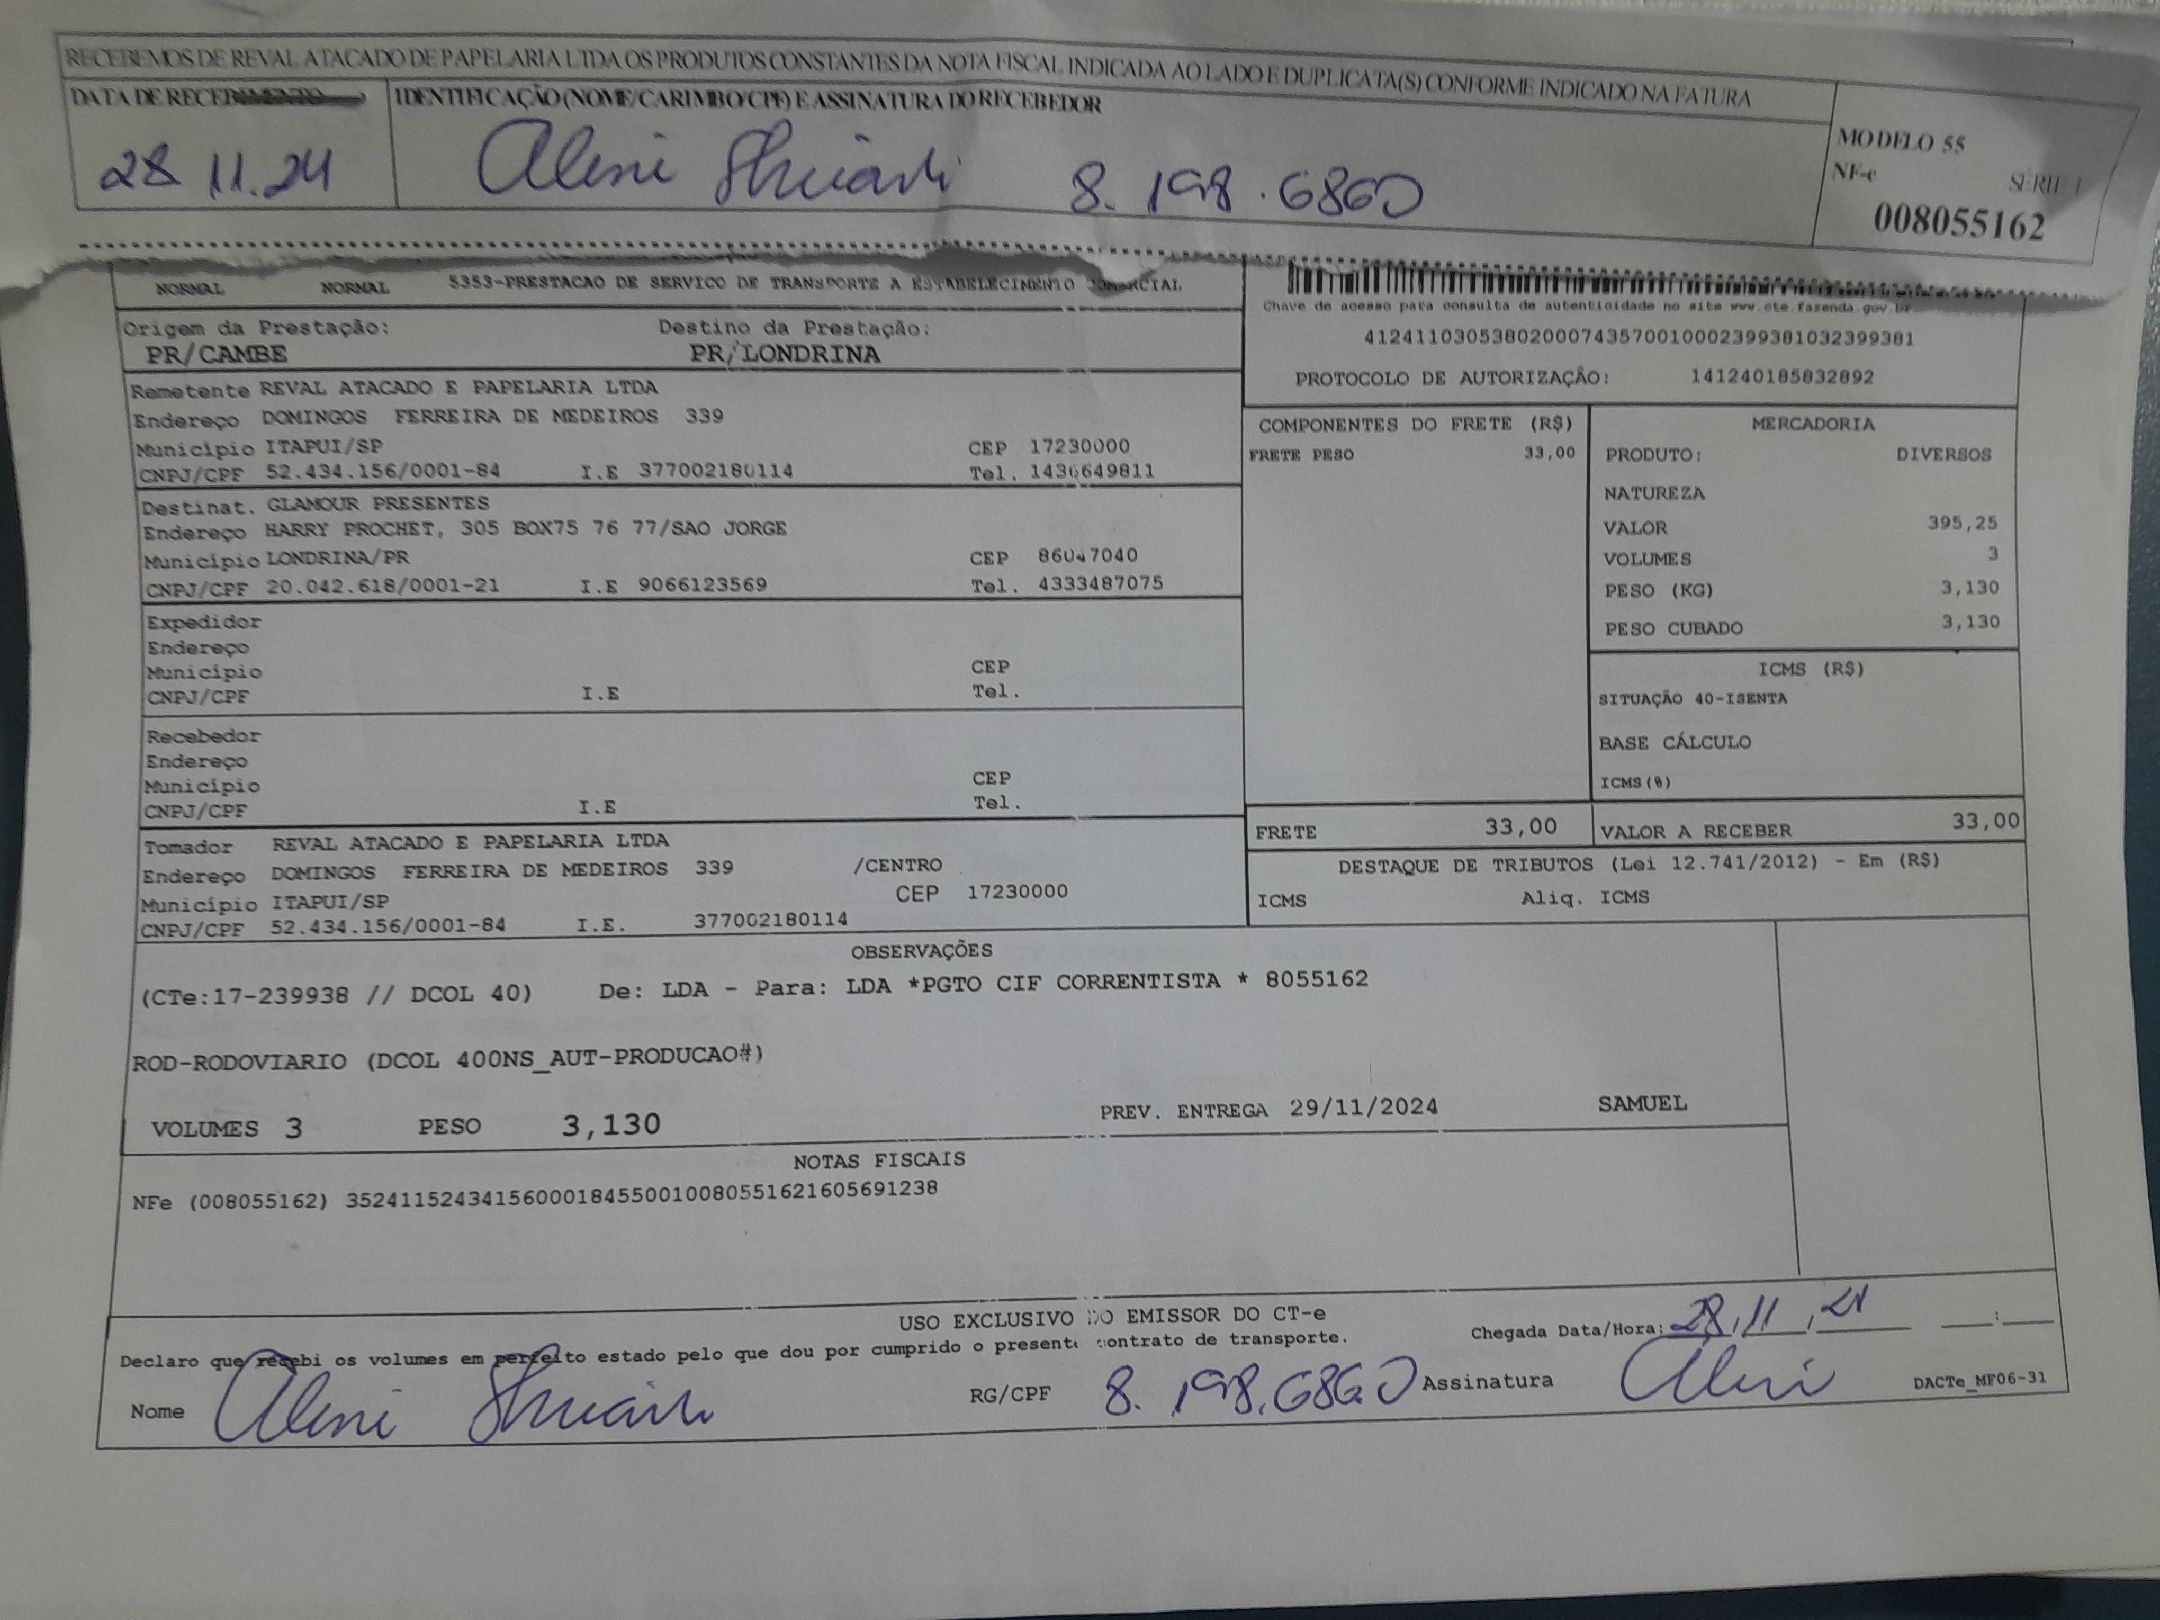 RECEBEMOS DE REVAL ATACADO DE PAPELARIA LTDA OS PRODUTOS CONSTANTES DA NOTA FISCAL INDICADA AO LADO E DUPLICATA(S) CONFORME INDICADO NA FATURA
DATA DE RECEBIMENTO IDENTIFICAÇÃO (NOME/CARIMBO/CPF) E ASSINATURA DO RECEBEDOR
MODELO 55
NF-e SERIE 1
008055162
28 11.24 8.198.6860
NORMAL NORMAL 5353-PRESTACAO DE SERVICO DE TRANSPORTE A ESTABELECIMENTO COMERCIAL
Chave de acesso para consulta de autenticidade no site www.cte.fazenda.gov.br
Origem da Prestação: Destino da Prestação:
PR/CAMBE PR/LONDRINA
41241103053802000743570010002399381032399381
PROTOCOLO DE AUTORIZAÇÃO: 141240185832892
Remetente REVAL ATACADO E PAPELARIA LTDA
Endereço DOMINGOS FERREIRA DE MEDEIROS 339
Município ITAPUI/SP CEP 17230000
CNPJ/CPF 52.434.156/0001-84 I.E 377002180114 Tel. 1436649811
Destinat. GLAMOUR PRESENTES
Endereço HARRY PROCHET, 305 BOX75 76 77/SAO JORGE
Município LONDRINA/PR CEP 86047040
CNPJ/CPF 20.042.618/0001-21 I.E 9066123569 Tel. 4333487075
Expedidor
Endereço
Município CEP
CNPJ/CPF I.E Tel.
Recebedor
Endereço
Município CEP
CNPJ/CPF I.E Tel.
Tomador REVAL ATACADO E PAPELARIA LTDA
Endereço DOMINGOS FERREIRA DE MEDEIROS 339 /CENTRO
Município ITAPUI/SP CEP 17230000
CNPJ/CPF 52.434.156/0001-84 I.E. 377002180114
COMPONENTES DO FRETE (R$)
FRETE PESO 33,00
MERCADORIA
PRODUTO: DIVERSOS
NATUREZA
VALOR 395,25
VOLUMES 3
PESO (KG) 3,130
PESO CUBADO 3,130
ICMS (R$)
SITUAÇÃO 40-ISENTA
BASE CÁLCULO
ICMS(%)
FRETE 33,00 VALOR A RECEBER 33,00
DESTAQUE DE TRIBUTOS (Lei 12.741/2012) - Em (R$)
ICMS Aliq. ICMS
OBSERVAÇÕES
(CTe:17-239938 // DCOL 40) De: LDA - Para: LDA *PGTO CIF CORRENTISTA * 8055162
ROD-RODOVIARIO (DCOL 400NS_AUT-PRODUCAO#)
VOLUMES 3 PESO 3,130 PREV. ENTREGA 29/11/2024 SAMUEL
NOTAS FISCAIS
NFe (008055162) 35241152434156000184550010080551621605691238
USO EXCLUSIVO DO EMISSOR DO CT-e
Declaro que recebi os volumes em perfeito estado pelo que dou por cumprido o presente contrato de transporte. Chegada Data/Hora: 28,11,24 :
Nome RG/CPF 8.198.6860 Assinatura DACTe_MF06-31